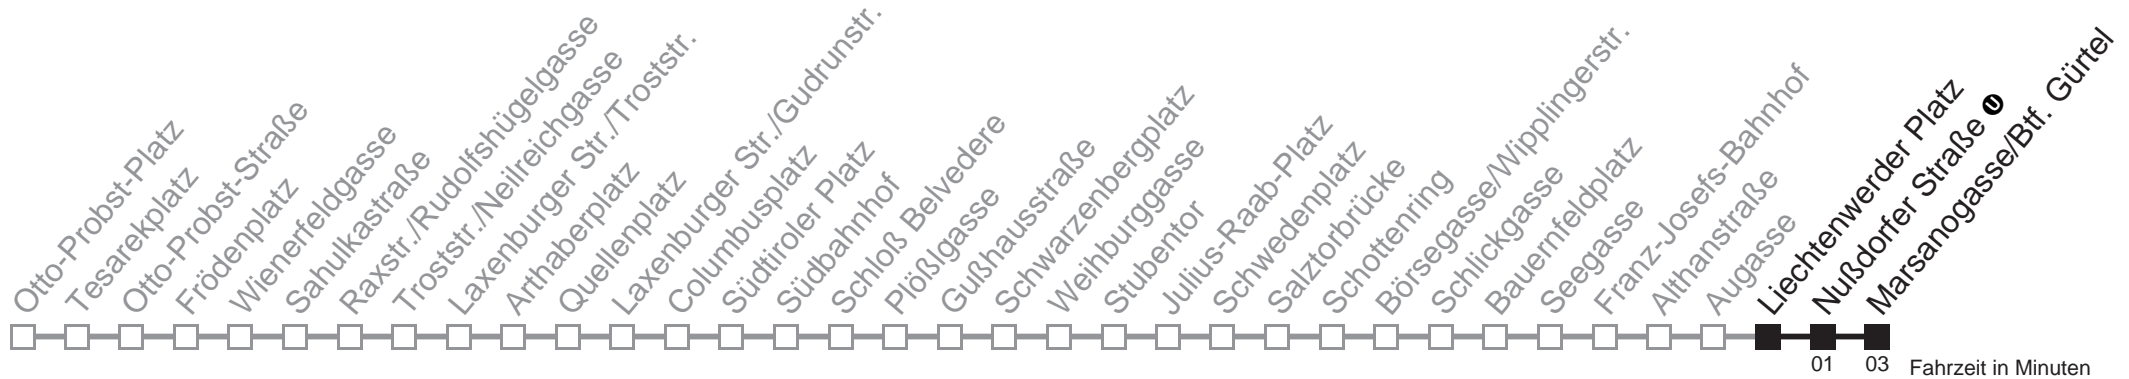 Otto-Probst-Platz
Tesarekplatz
Otto-Probst-Straße
Frödenplatz
Wienerfeldgasse
Sahulkastraße
Raxstr./Rudolfshügelgasse
Troststr./Neilreichgasse
Laxenburger Str./Troststr.
Arthaberplatz
Quellenplatz
Laxenburger Str./Gudrunstr.
Columbusplatz
Südtiroler Platz
Südbahnhof
Schloß Belvedere
Plößlgasse
Gußhausstraße
Schwarzenbergplatz
Weihburggasse
Stubentor
Julius-Raab-Platz
Schwedenplatz
Salztorbrücke
Schottenring
Börsegasse/Wipplingerstr.
Schlickgasse
Bauernfeldplatz
Seegasse
Franz-Josefs-Bahnhof
Althanstraße
Augasse
Liechtenwerder Platz
Nußdorfer Straße U
Marsanogasse/Btf. Gürtel
01 03 Fahrzeit in Minuten